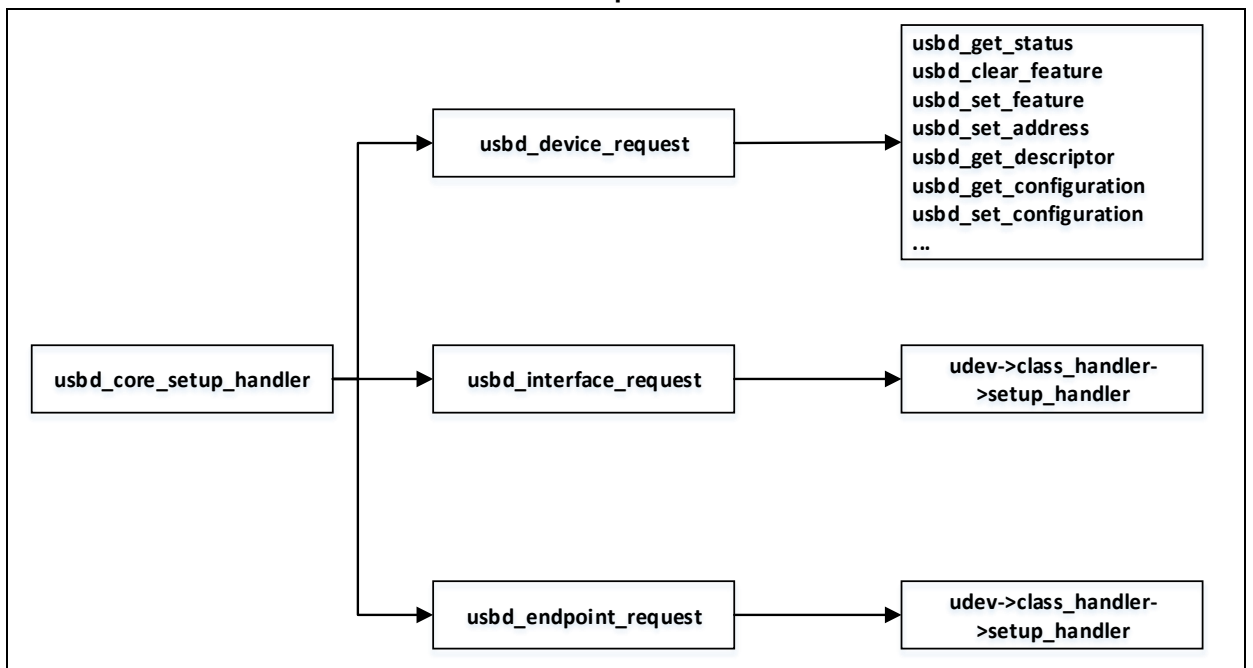 usbd_get_status
usbd_clear_feature
usbd_set_feature
usbd_set_address
usbd_get_descriptor
usbd_get_configuration
usbd_set_configuration
...
usbd_device_request
usbd_core_setup_handler
usbd_interface_request
udev->class_handler-
>setup_handler
usbd_endpoint_request
udev->class_handler-
>setup_handler